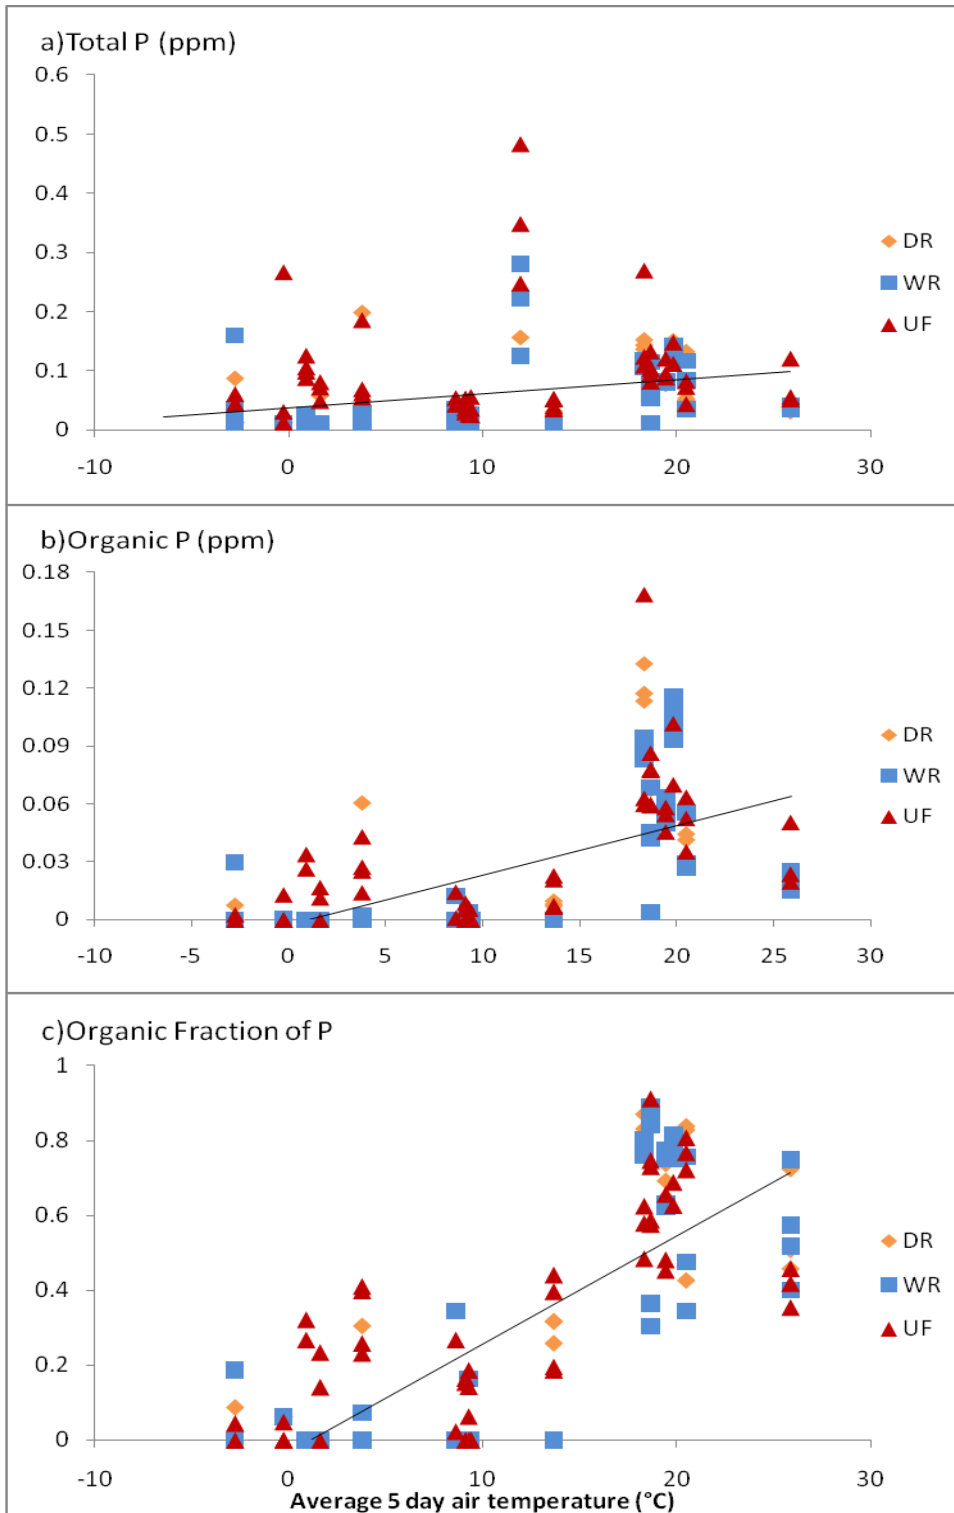 a)Total P (ppm)
0.6
0.5
0.4
0.3
0.2
0.1
0
-10 0 10 20 30
DR
WR
UF
b)Organic P (ppm)
0.18
0.15
0.12
0.09
0.06
0.03
0
-10 -5 0 5 10 15 20 25 30
DR
WR
UF
c)Organic Fraction of P
1
0.8
0.6
0.4
0.2
0
-10 0 10 20 30
DR
WR
UF
Average 5 day air temperature (°C)